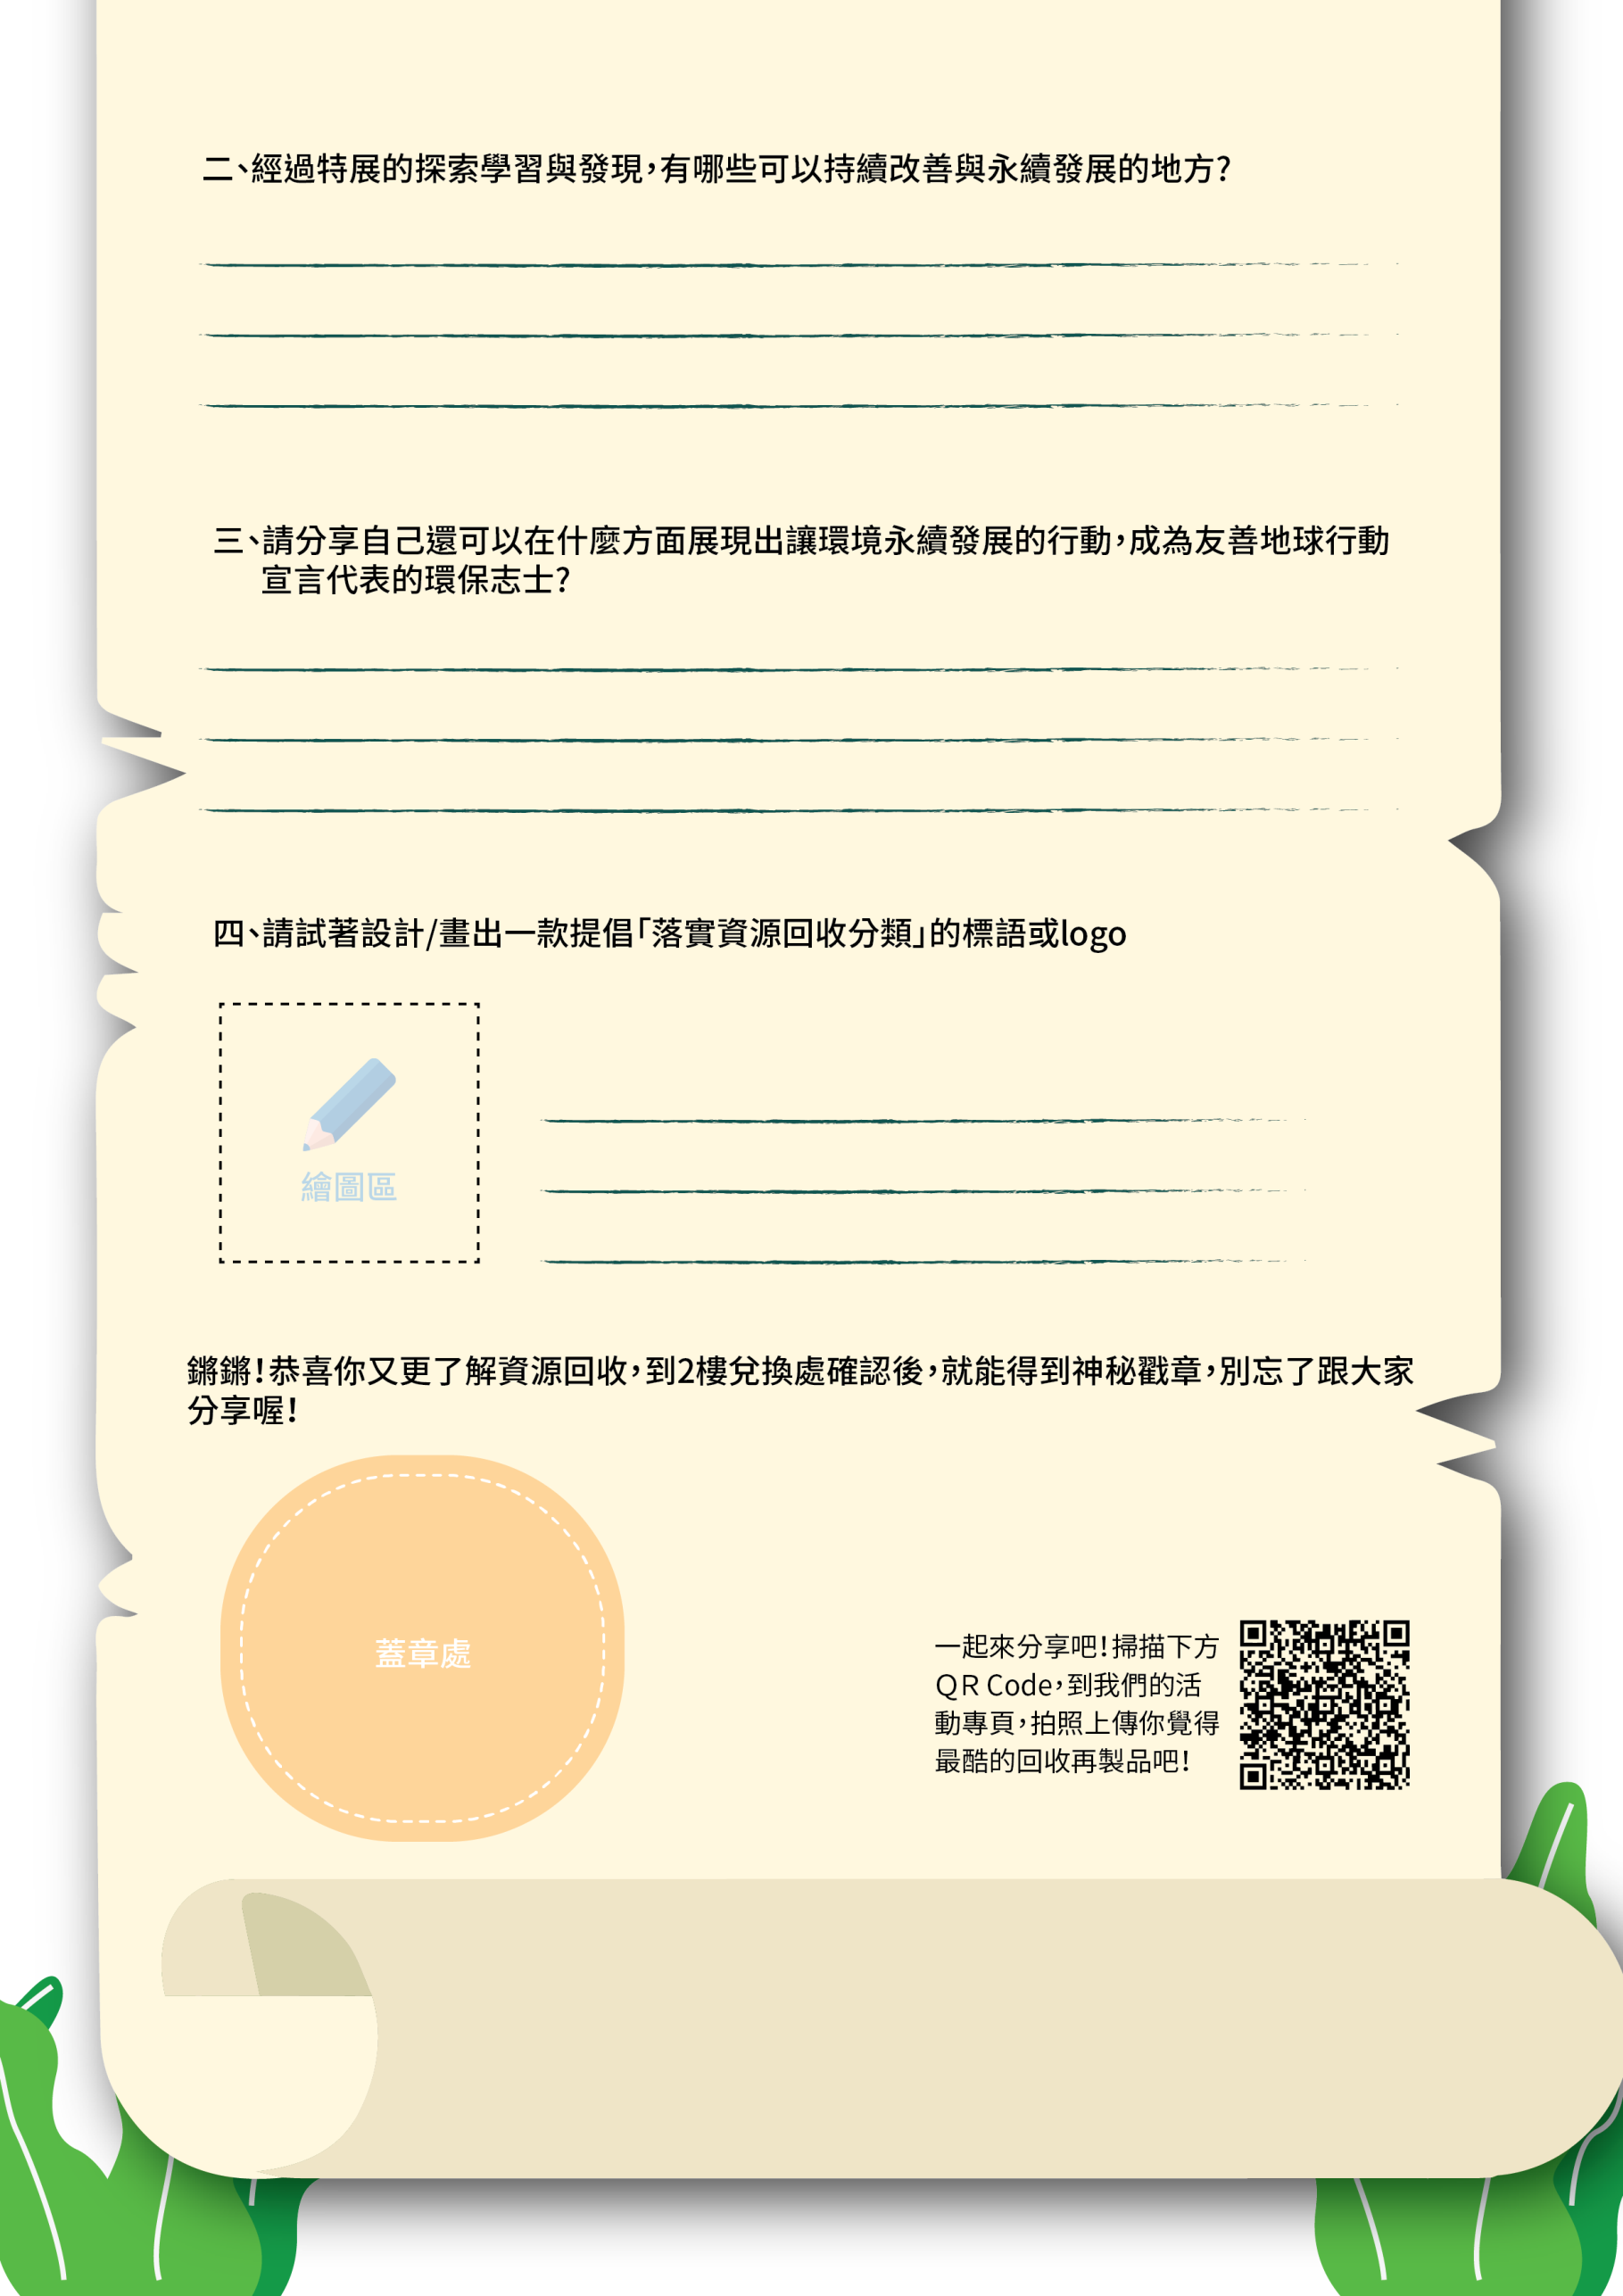 二、經過特展的探索學習與發現，有哪些可以持續改善與永續發展的地方？
三、請分享自己還可以在什麼方面展現出讓環境永續發展的行動，成為友善地球行動
宣言代表的環保志士？
四、請試著設計/畫出一款提倡「落實資源回收分類」的標語或logo
繪圖區
鏘鏘！恭喜你又更了解資源回收，到2樓兌換處確認後，就能得到神秘戳章，別忘了跟大家
分享喔！
蓋章處
一起來分享吧！掃描下方
ＱＲ Code，到我們的活
動專頁，拍照上傳你覺得
最酷的回收再製品吧！